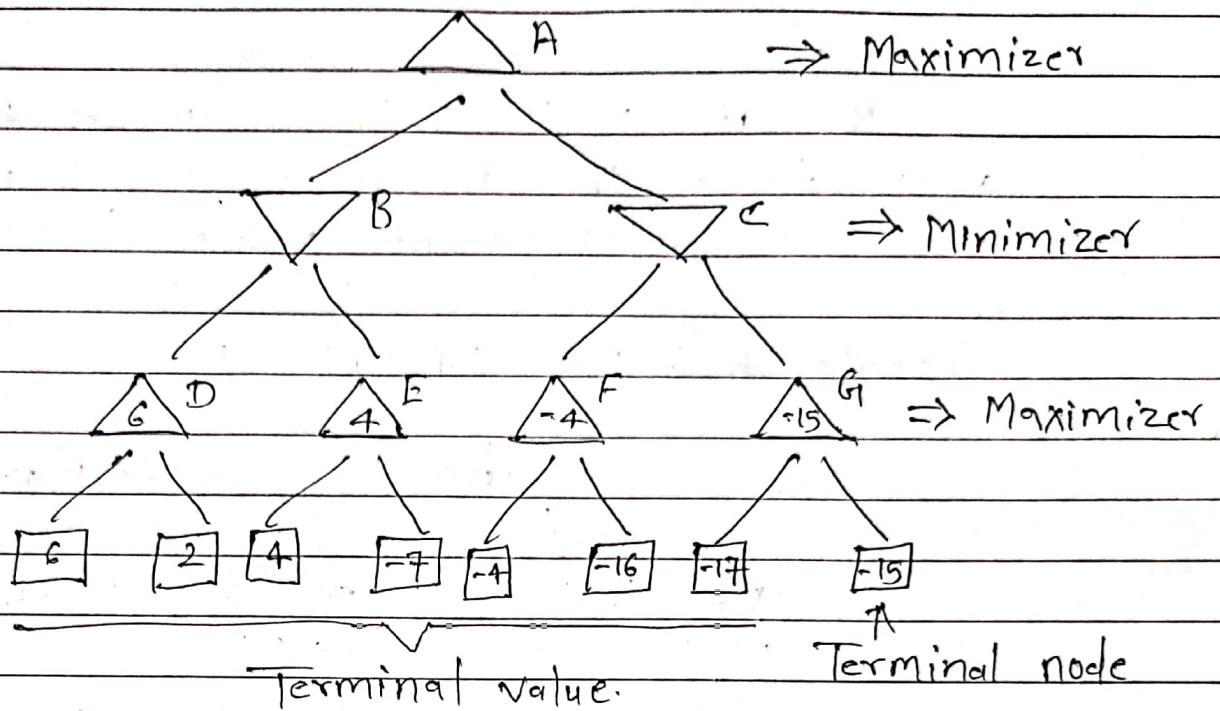 A ⇒ Maximizer
B C ⇒ Minimizer
D E F G ⇒ Maximizer
6 4 -4 -15
6 2 4 -7 -4 -16 -17 -15
Terminal value.
Terminal node